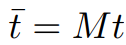 t̄ = Mt